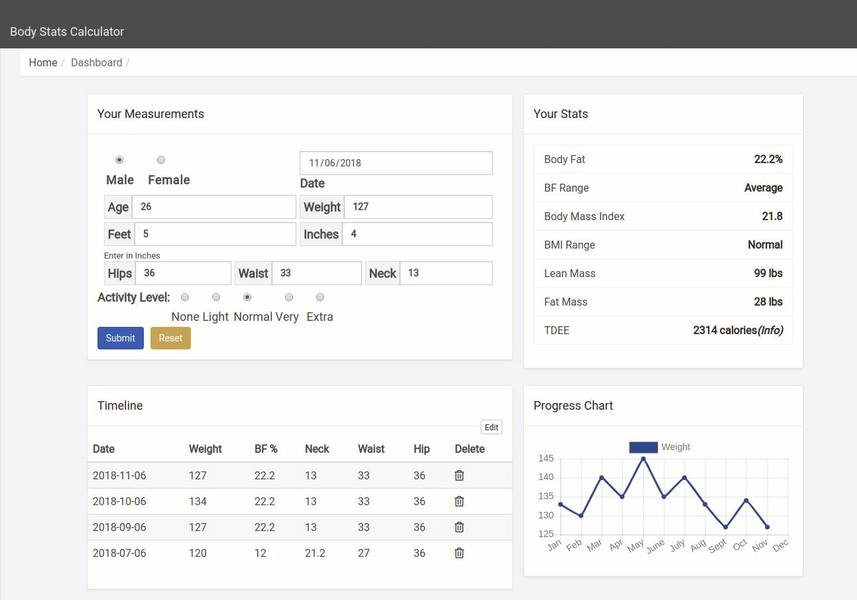 Body Stats Calculator
Home / Dashboard /
Your Measurements
Male Female
11/06/2018
Date
Age 26 Weight 127
Feet 5 Inches 4
Enter in Inches
Hips 36 Waist 33 Neck 13
Activity Level:
None Light Normal Very Extra
Submit Reset
Your Stats
Body Fat 22.2%
BF Range Average
Body Mass Index 21.8
BMI Range Normal
Lean Mass 99 lbs
Fat Mass 28 lbs
TDEE 2314 calories(Info)
Timeline
Edit
Date Weight BF % Neck Waist Hip Delete
2018-11-06 127 22.2 13 33 36
2018-10-06 134 22.2 13 33 36
2018-09-06 127 22.2 13 33 36
2018-07-06 120 12 21.2 27 36
Progress Chart
Weight
145
140
135
130
125
Jan Feb Mar Apr May June July Aug Sept Oct Nov Dec